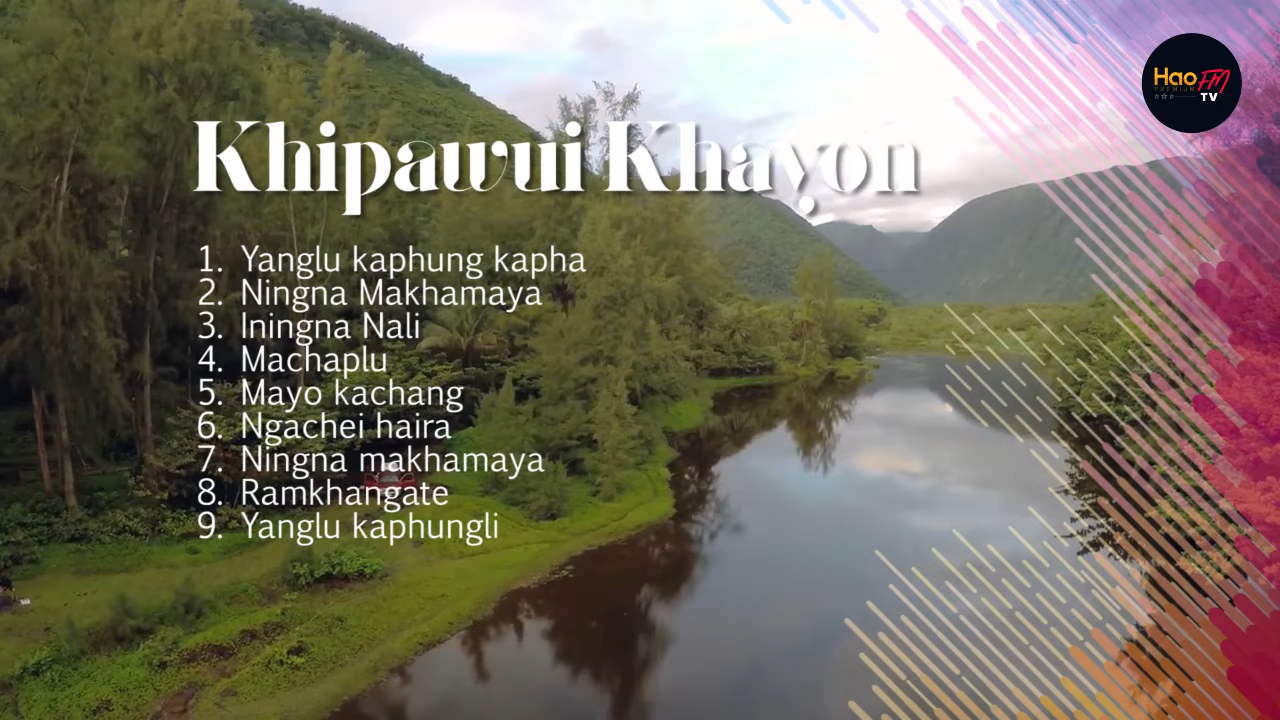 Hao FM
PREMIUM
TV
Khipawui Khayon
1. Yanglu kaphung kapha
2. Ningna Makhamaya
3. Iningna Nali
4. Machaplu
5. Mayo kachang
6. Ngachei haira
7. Ningna makhamaya
8. Ramkhangate
9. Yanglu kaphungli